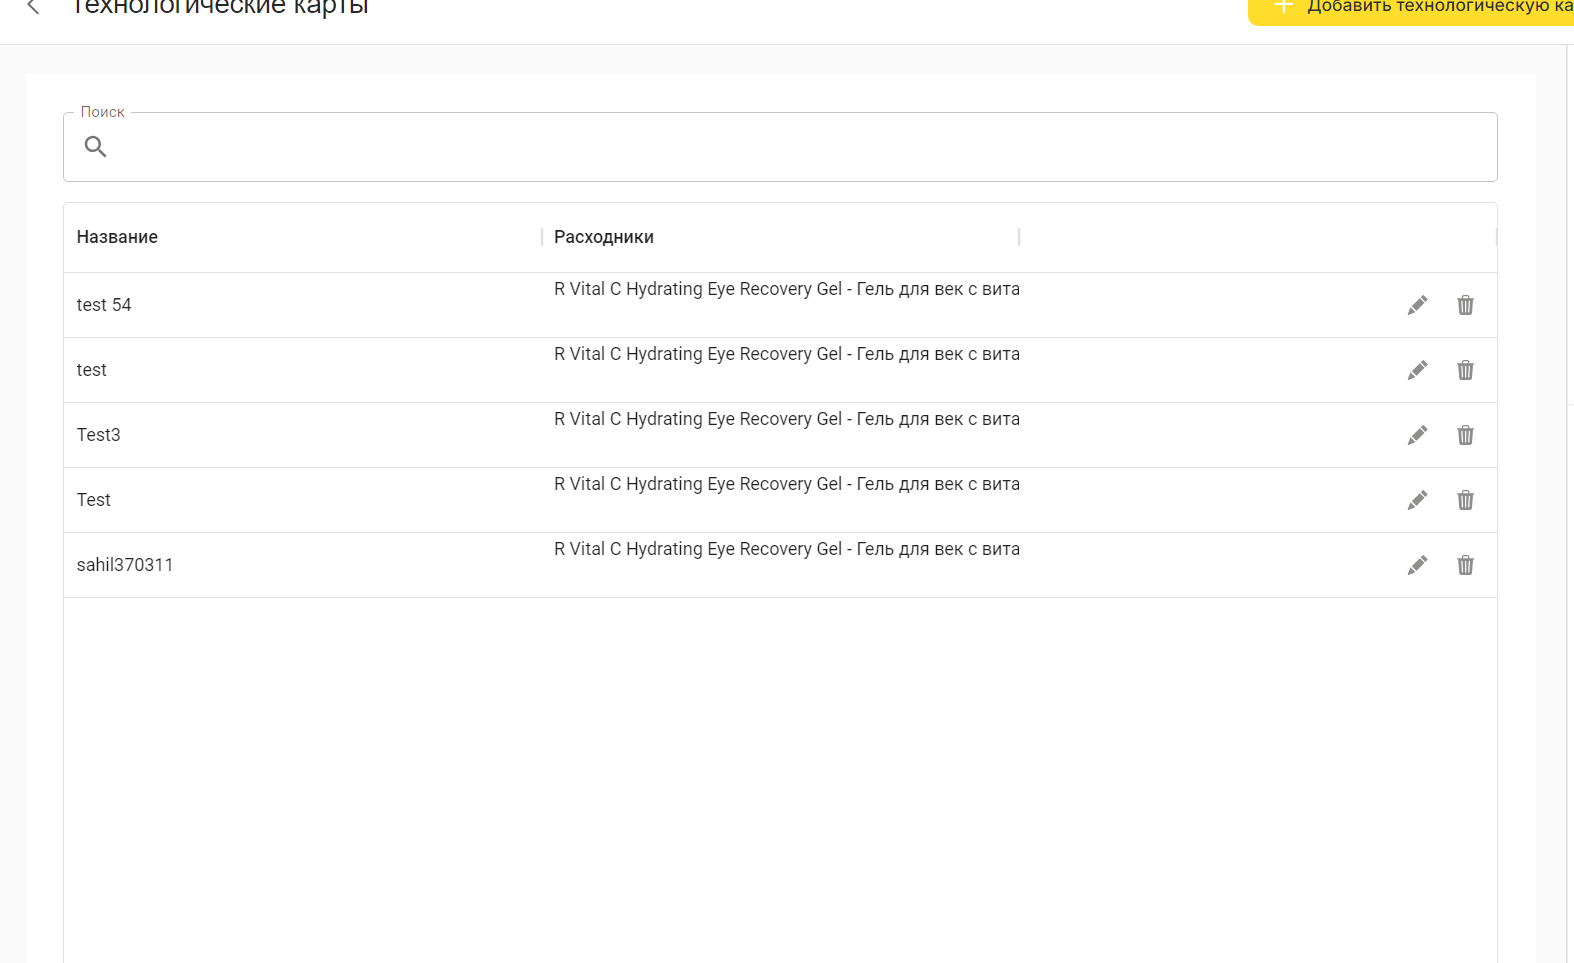 Технологические карты
Добавить технологическую ка
Поиск
Название
Расходники
test 54
R Vital C Hydrating Eye Recovery Gel - Гель для век с вита
test
R Vital C Hydrating Eye Recovery Gel - Гель для век с вита
Test3
R Vital C Hydrating Eye Recovery Gel - Гель для век с вита
Test
R Vital C Hydrating Eye Recovery Gel - Гель для век с вита
sahil370311
R Vital C Hydrating Eye Recovery Gel - Гель для век с вита